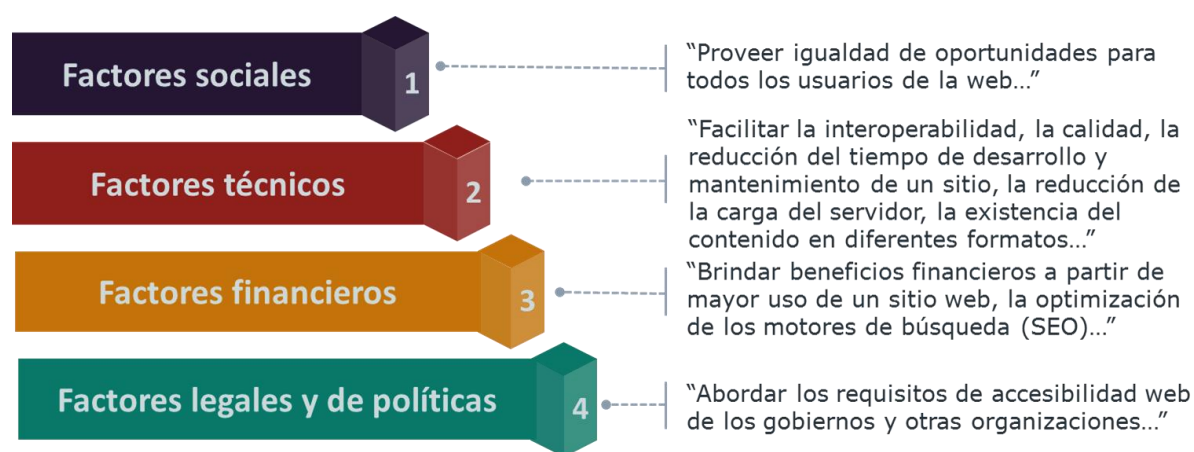 Factores sociales
1
“Proveer igualdad de oportunidades para
todos los usuarios de la web…”
Factores técnicos
2
“Facilitar la interoperabilidad, la calidad, la
reducción del tiempo de desarrollo y
mantenimiento de un sitio, la reducción de
la carga del servidor, la existencia del
contenido en diferentes formatos…”
Factores financieros
3
“Brindar beneficios financieros a partir de
mayor uso de un sitio web, la optimización
de los motores de búsqueda (SEO)…”
Factores legales y de políticas
4
“Abordar los requisitos de accesibilidad web
de los gobiernos y otras organizaciones…”